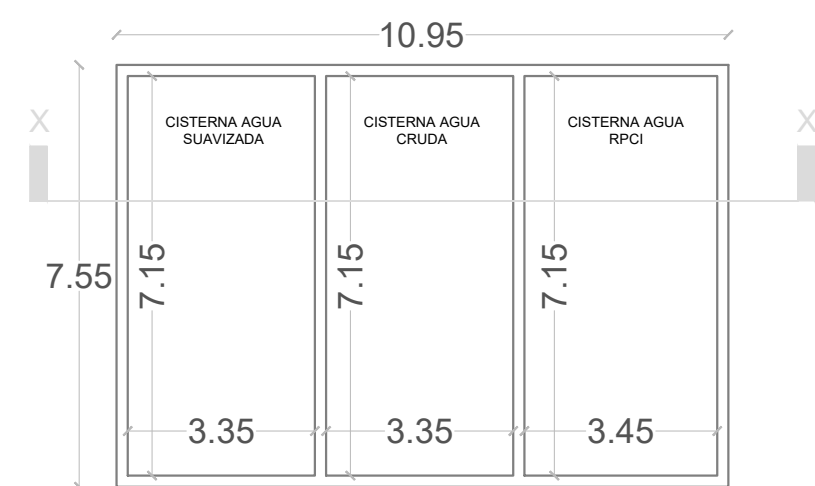 10.95
X
X
CISTERNA AGUA
SUAVIZADA
CISTERNA AGUA
CRUDA
CISTERNA AGUA
RPCI
7.55
7.15
7.15
7.15
3.35
3.35
3.45